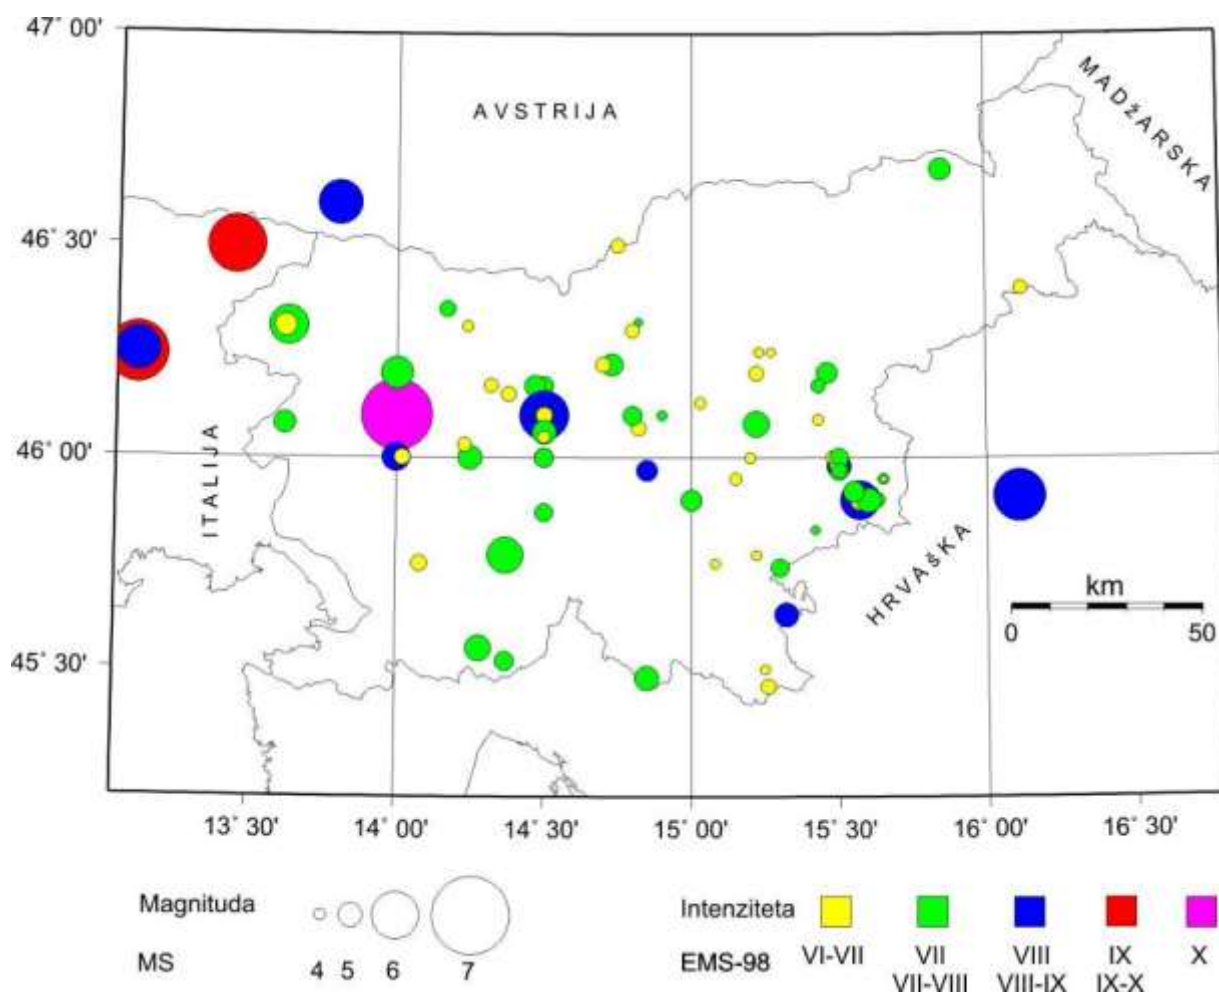 47° 00'
AVSTRIJA
MADžARSKA
46° 30'
46° 00'
ITALIJA
HRVAšKA
km
0 50
45° 30'
13° 30' 14° 00' 14° 30' 15° 00' 15° 30' 16° 00' 16° 30'
Magnituda
MS 4 5 6 7
Intenziteta
EMS-98 VI-VII VII VIII IX X
VII-VIII VIII-IX IX-X